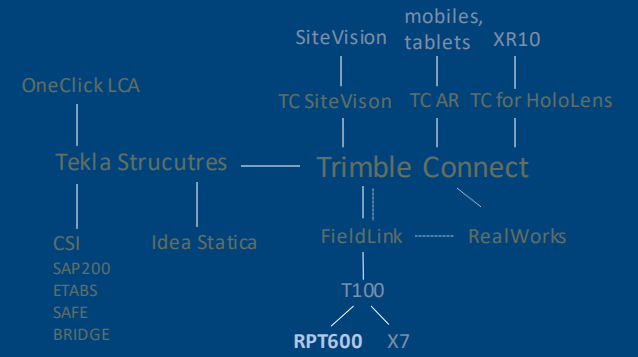 mobiles,
SiteVision tablets XR10
OneClick LCA
TC SiteVison TC AR TC for HoloLens
Tekla Strucutres Trimble Connect
CSI Idea Statica FieldLink RealWorks
SAP200
ETABS
SAFE
BRIDGE
T100
RPT600 X7